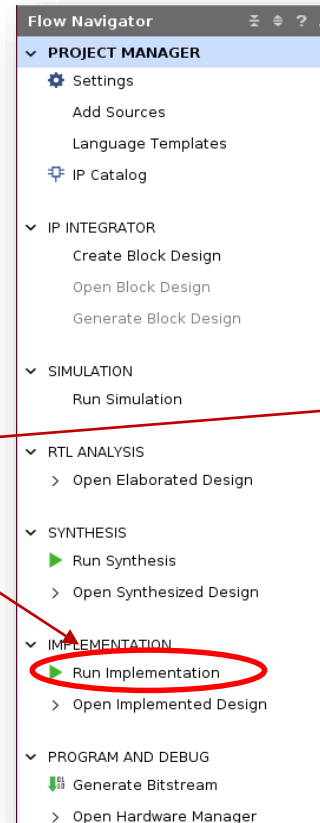 Flow Navigator ?
PROJECT MANAGER
Settings
Add Sources
Language Templates
IP Catalog
IP INTEGRATOR
Create Block Design
Open Block Design
Generate Block Design
SIMULATION
Run Simulation
RTL ANALYSIS
Open Elaborated Design
SYNTHESIS
Run Synthesis
Open Synthesized Design
IMPLEMENTATION
Run Implementation
Open Implemented Design
PROGRAM AND DEBUG
Generate Bitstream
Open Hardware Manager